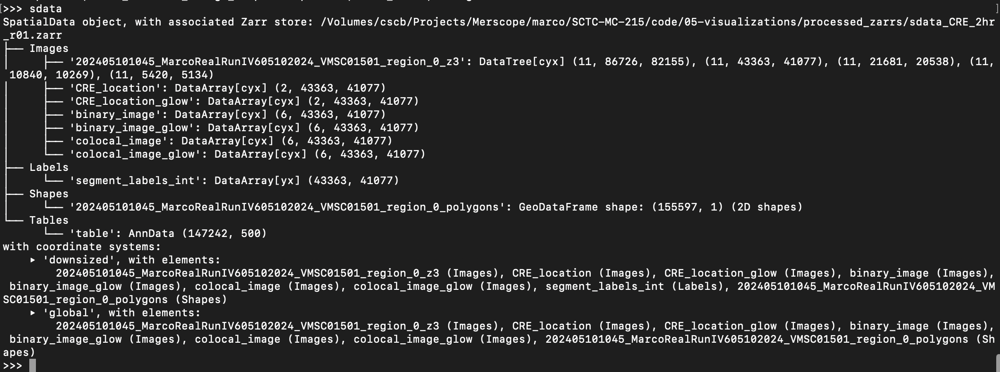 >>> sdata
SpatialData object, with associated Zarr store: /Volumes/cscb/Projects/Merscope/marco/SCTC-MC-215/code/05-visualizations/processed_zarrs/sdata_CRE_2hr
_r01.zarr
├── Images
│     ├── '202405101045_MarcoRealRunIV605102024_VMSC01501_region_0_z3': DataTree[cyx] (11, 86726, 82155), (11, 43363, 41077), (11, 21681, 20538), (11,
 10840, 10269), (11, 5420, 5134)
│     ├── 'CRE_location': DataArray[cyx] (2, 43363, 41077)
│     ├── 'CRE_location_glow': DataArray[cyx] (2, 43363, 41077)
│     ├── 'binary_image': DataArray[cyx] (6, 43363, 41077)
│     ├── 'binary_image_glow': DataArray[cyx] (6, 43363, 41077)
│     ├── 'colocal_image': DataArray[cyx] (6, 43363, 41077)
│     └── 'colocal_image_glow': DataArray[cyx] (6, 43363, 41077)
├── Labels
│     └── 'segment_labels_int': DataArray[yx] (43363, 41077)
├── Shapes
│     └── '202405101045_MarcoRealRunIV605102024_VMSC01501_region_0_polygons': GeoDataFrame shape: (155597, 1) (2D shapes)
└── Tables
      └── 'table': AnnData (147242, 500)
with coordinate systems:
    ▸ 'downsized', with elements:
        202405101045_MarcoRealRunIV605102024_VMSC01501_region_0_z3 (Images), CRE_location (Images), CRE_location_glow (Images), binary_image (Images),
 binary_image_glow (Images), colocal_image (Images), colocal_image_glow (Images), segment_labels_int (Labels), 202405101045_MarcoRealRunIV605102024_VM
SC01501_region_0_polygons (Shapes)
    ▸ 'global', with elements:
        202405101045_MarcoRealRunIV605102024_VMSC01501_region_0_z3 (Images), CRE_location (Images), CRE_location_glow (Images), binary_image (Images),
 binary_image_glow (Images), colocal_image (Images), colocal_image_glow (Images), 202405101045_MarcoRealRunIV605102024_VMSC01501_region_0_polygons (Sh
apes)
>>>